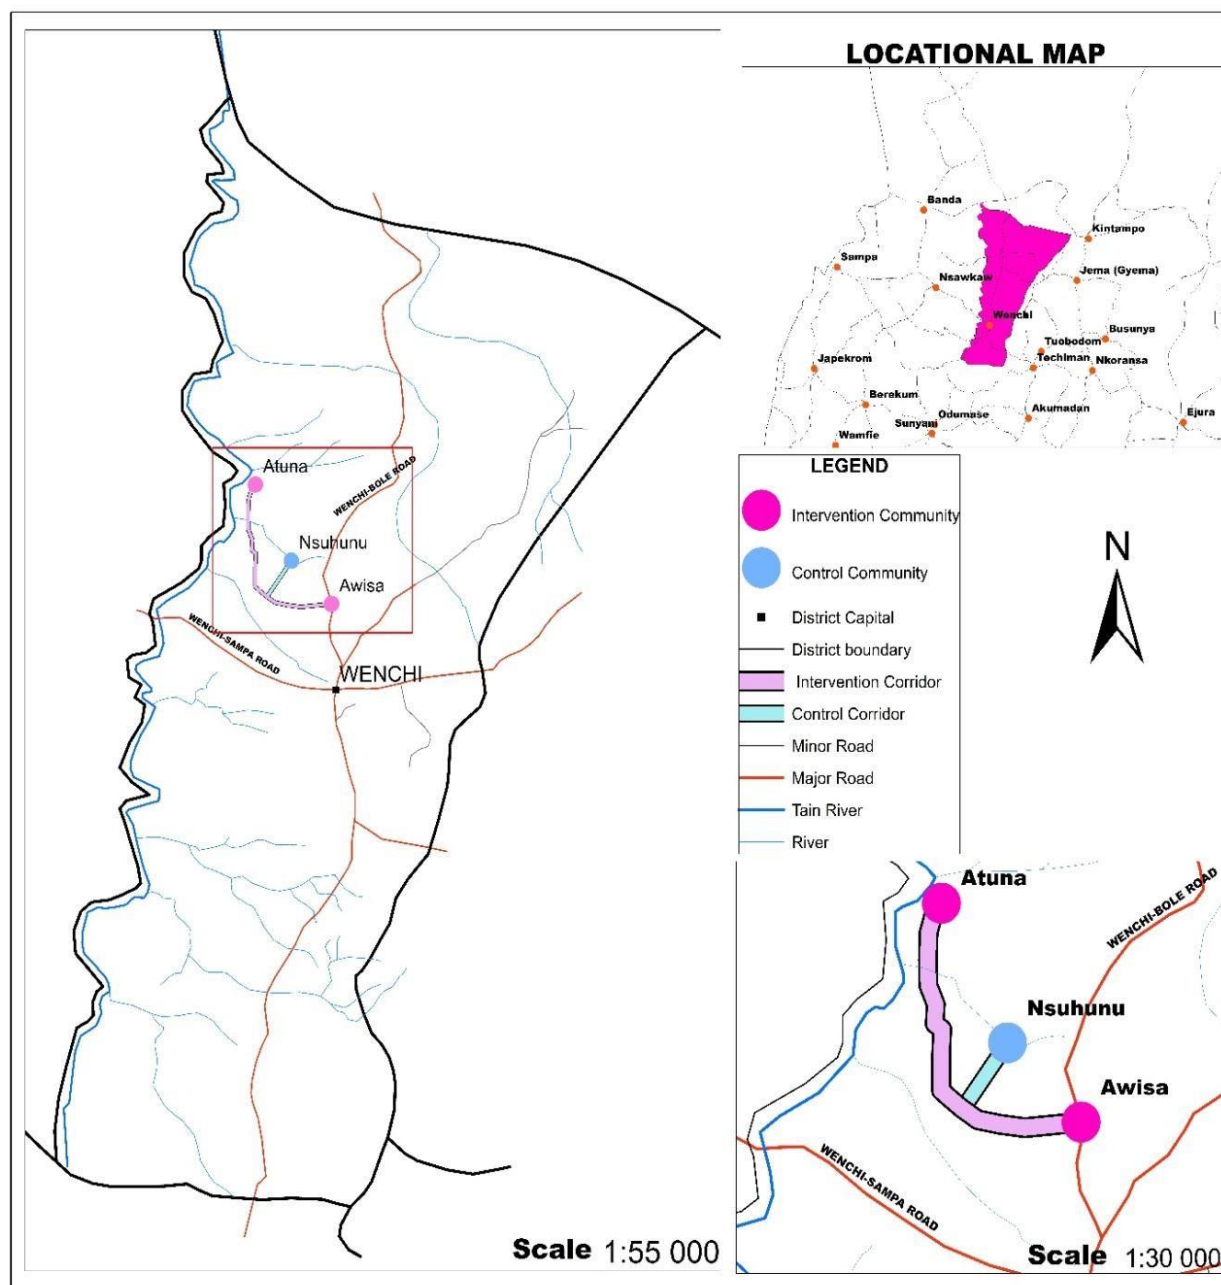 Atuna
WENCHI-BOLE ROAD
Nsuhunu
Awisa
WENCHI-SAMPA ROAD
WENCHI
Scale 1:55 000
LOCATIONAL MAP
Banda
Kintampo
Sampa
Jema (Gyema)
Nsawkaw
Wenchi
Busunya
Tuobodom
Techiman
Nkoransa
Japekrom
Berekum
Akumadan
Odumase
Ejura
Sunyani
Wamfie
LEGEND
Intervention Community
Control Community
District Capital
District boundary
Intervention Corridor
Control Corridor
Minor Road
Major Road
Tain River
River
N
Atuna
WENCHI-BOLE ROAD
Nsuhunu
Awisa
WENCHI-SAMPA ROAD
Scale 1:30 000